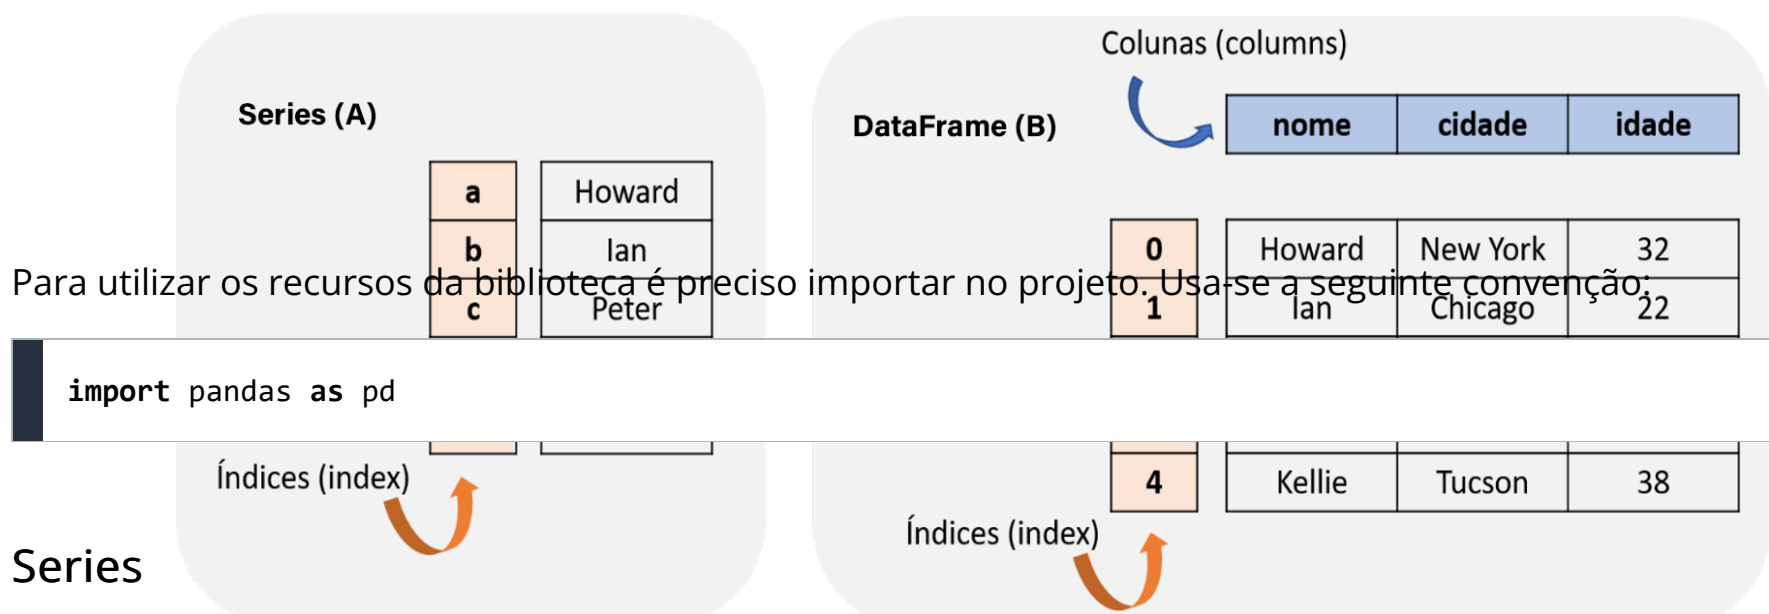 Colunas (columns)
Series (A)
DataFrame (B)
nome cidade idade
a Howard
b Ian
c Peter
0 Howard New York 32
1 Ian Chicago 22
Para utilizar os recursos da biblioteca é preciso importar no projeto. Usa-se a seguinte convenção:
import pandas as pd
4 Kellie Tucson 38
Índices (index)
Índices (index)
Series